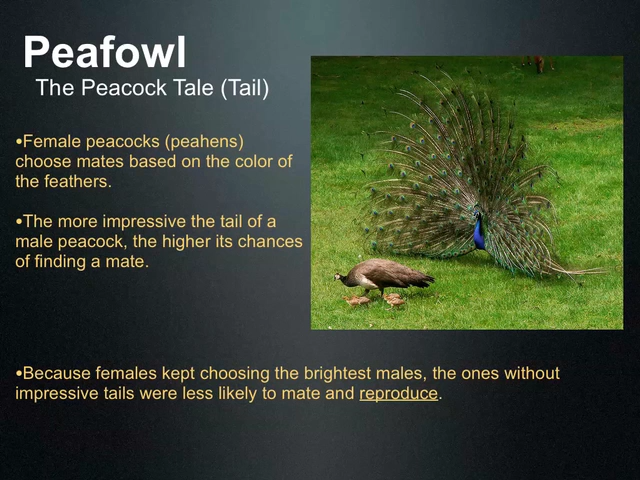 Peafowl
The Peacock Tale (Tail)
•Female peacocks (peahens)
choose mates based on the color of
the feathers.
•The more impressive the tail of a
male peacock, the higher its chances
of finding a mate.
•Because females kept choosing the brightest males, the ones without
impressive tails were less likely to mate and reproduce.